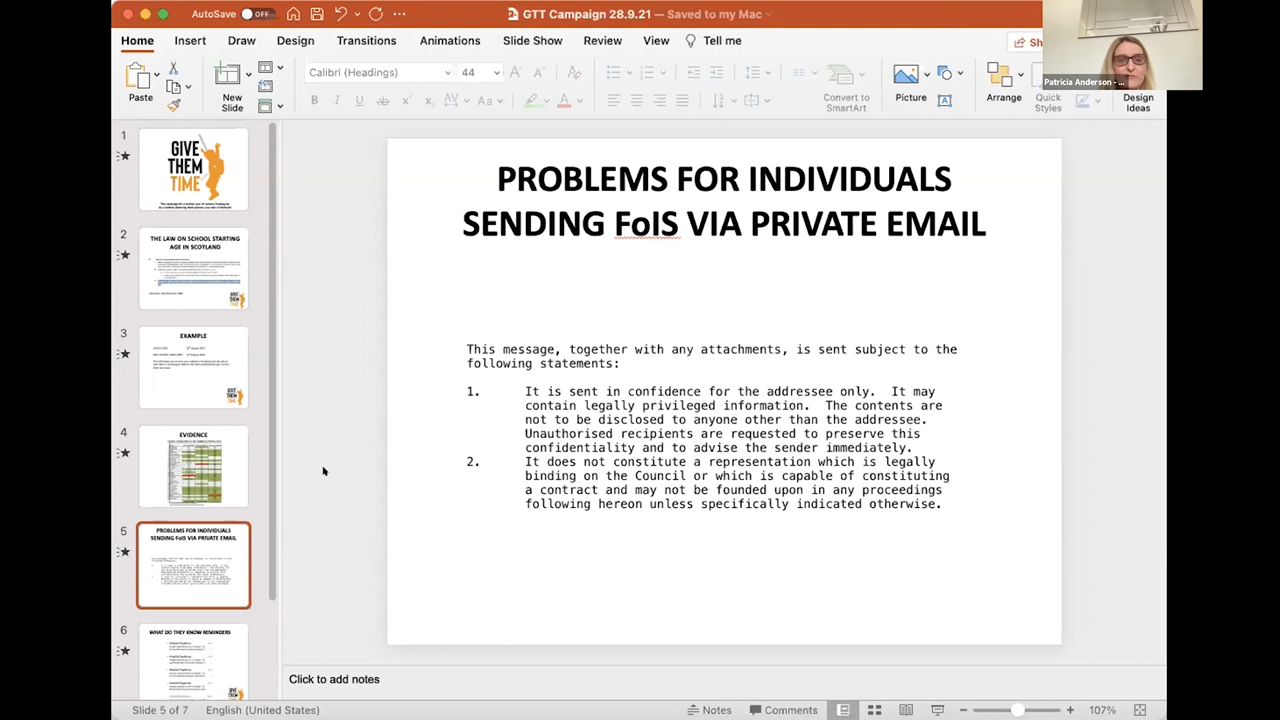 AutoSave OFF GTT Campaign 28.9.21 — Saved to my Mac
Home Insert Draw Design Transitions Animations Slide Show Review View Tell me Sh
Calibri (Headings) 44
Paste New Slide Convert to SmartArt Picture Arrange Quick Styles Design Ideas
Patricia Anderson - ...
1
GIVE
THEM
TIME
2
THE LAW ON SCHOOL STARTING
AGE IN SCOTLAND
GIVE
THEM
TIME
3
EXAMPLE
GIVE
THEM
TIME
4
EVIDENCE
5
PROBLEMS FOR INDIVIDUALS
SENDING FoIS VIA PRIVATE EMAIL
6
WHAT DO THEY KNOW REMINDERS
GIVE
THEM
PROBLEMS FOR INDIVIDUALS
SENDING FoIS VIA PRIVATE EMAIL
This message, together with any attachments, is sent subject to the
following statements:
1. It is sent in confidence for the addressee only. It may
contain legally privileged information. The contents are
not to be disclosed to anyone other than the addressee.
Unauthorised recipients are requested to preserve this
confidentiality and to advise the sender immediately.
2. It does not constitute a representation which is legally
binding on the Council or which is capable of constituting
a contract and may not be founded upon in any proceedings
following hereon unless specifically indicated otherwise.
Click to add notes
Slide 5 of 7 English (United States) Notes Comments 107%